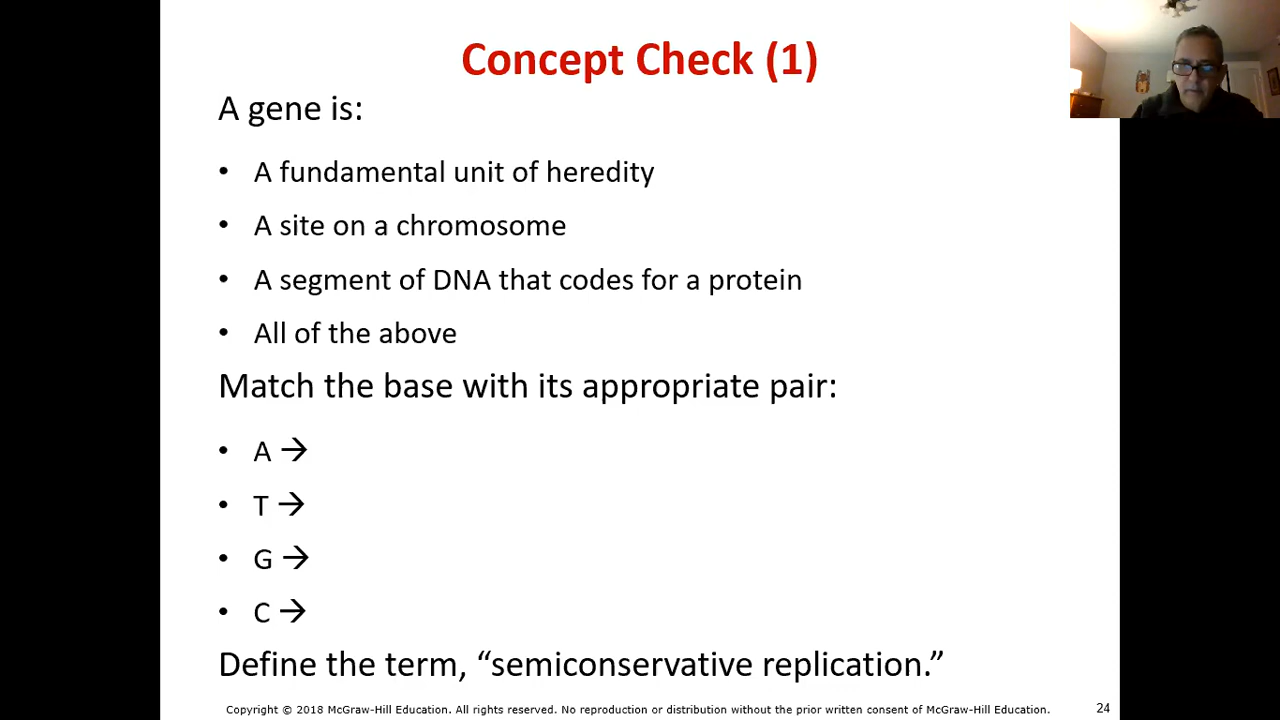 Concept Check (1)
A gene is:
• A fundamental unit of heredity
• A site on a chromosome
• A segment of DNA that codes for a protein
• All of the above
Match the base with its appropriate pair:
• A →
• T →
• G →
• C →
Define the term, “semiconservative replication.”
Copyright © 2018 McGraw-Hill Education. All rights reserved. No reproduction or distribution without the prior written consent of McGraw-Hill Education.
24